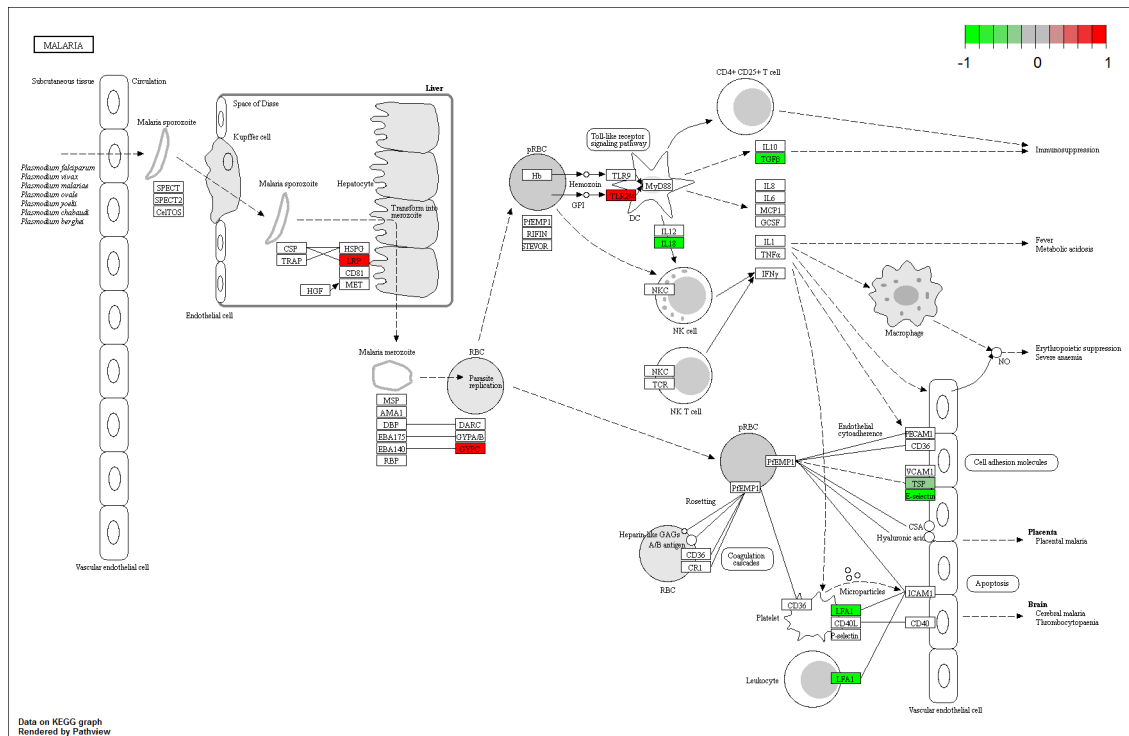 MALARIA
-1
0
1
Subcutaneous tissue
Circulation
Liver
Space of Disse
Malaria sporozoite
Kupffer cell
Plasmodium falciparum
Plasmodium vivax
Plasmodium malariae
Plasmodium ovale
Plasmodium yoelii
Plasmodium chabaudi
Plasmodium berghei
SPECT
SPECT2
CelTOS
Malaria sporozoite
Hepatocyte
Transform into
merozoite
CSP
HSPG
TRAP
LRP
CD81
HGF
MET
Endothelial cell
CD4+ CD25+ T cell
Toll-like receptor
signaling pathway
pRBC
Hb
Hemozoin
TLR9
MyD88
GPI
DC
PfEMP1
RIFIN
STEVOR
IL10
TGFβ
Immunosuppression
IL8
IL6
MCP1
GCSF
IL12
IL18
IL1
TNFα
IFNγ
Fever
Metabolic acidosis
NKC
NK cell
Macrophage
NKC
TCR
NK T cell
NO
Erythropoietic suppression
Severe anaemia
Malaria merozoite
RBC
Parasite
replication
MSP
AMA1
DBP
DARC
EBA175
GYPA/B
EBA140
GYPC
RBP
pRBC
PfEMP1
PfEMP1
Endothelial
cytoadherence
PECAM1
CD36
VCAM1
TSP
E-selectin
Cell adhesion molecules
Rosetting
Heparin-like GAGs
A/B antigen
CD36
CR1
RBC
Coagulation
cascades
CSA
Hyaluronic acid
Placenta
Placental malaria
Microparticles
ICAM1
Apoptosis
CD36
Platelet
LFA1
CD40L
P-selectin
CD40
Brain
Cerebral malaria
Thrombocytopaenia
Leukocyte
LFA1
Vascular endothelial cell
Vascular endothelial cell
Data on KEGG graph
Rendered by Pathview